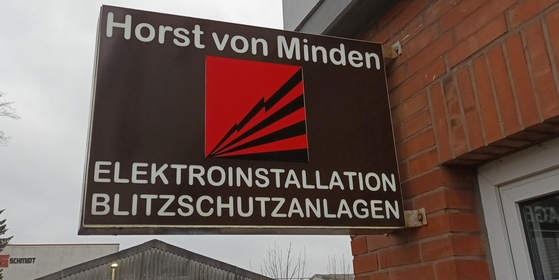 Horst von Minden
ELEKTROINSTALLATION
BLITZSCHUTZANLAGEN
SCHMIDT